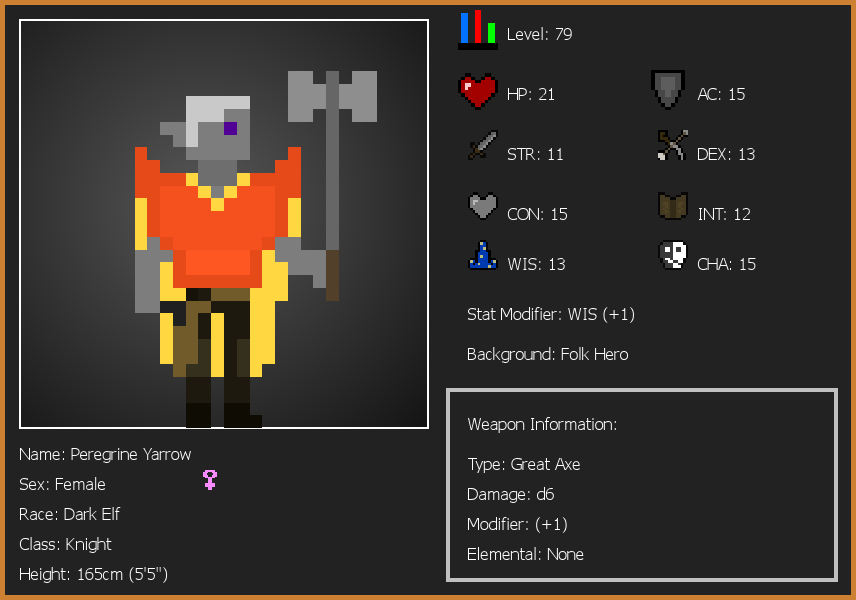 Level: 79
HP: 21
AC: 15
STR: 11
DEX: 13
CON: 15
INT: 12
WIS: 13
CHA: 15
Stat Modifier: WIS (+1)
Background: Folk Hero
Weapon Information:
Type: Great Axe
Damage: d6
Modifier: (+1)
Elemental: None
Name: Peregrine Yarrow
Sex: Female
Race: Dark Elf
Class: Knight
Height: 165cm (5'5")